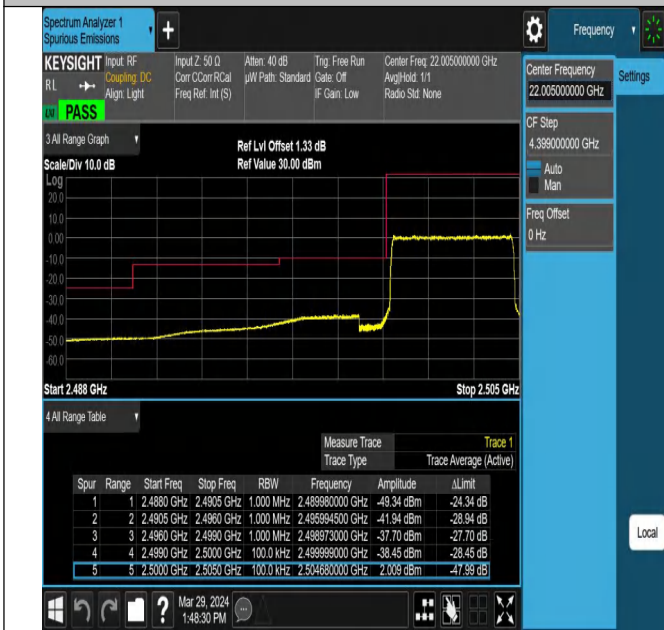 Spectrum Analyzer 1
Spurious Emissions
Frequency
KEYSIGHT Input: RF Input Z: 50 Ω Atten: 40 dB Trig: Free Run Center Freq: 22.005000000 GHz
RL Coupling: DC Corr CCorr RCal µW Path: Standard Gate: Off Avg|Hold: 1/1
Align: Light Freq Ref: Int (S) IF Gain: Low Radio Std: None
PASS
Center Frequency
22.005000000 GHz
Settings
CF Step
4.399000000 GHz
Auto
Man
Freq Offset
0 Hz
3 All Range Graph
Ref Lvl Offset 1.33 dB
Scale/Div 10.0 dB Ref Value 30.00 dBm
Log
20.0
10.0
0.00
-10.0
-20.0
-30.0
-40.0
-50.0
-60.0
Start 2.488 GHz Stop 2.505 GHz
4 All Range Table
Measure Trace Trace 1
Trace Type Trace Average (Active)
Spur Range Start Freq Stop Freq RBW Frequency Amplitude ΔLimit
1 1 2.4880 GHz 2.4905 GHz 1.000 MHz 2.489980000 GHz -49.34 dBm -24.34 dB
2 2 2.4905 GHz 2.4960 GHz 1.000 MHz 2.495994500 GHz -41.94 dBm -28.94 dB
3 3 2.4960 GHz 2.4990 GHz 1.000 MHz 2.498973000 GHz -37.70 dBm -27.70 dB
4 4 2.4990 GHz 2.5000 GHz 100.0 kHz 2.499999000 GHz -38.45 dBm -28.45 dB
5 5 2.5000 GHz 2.5050 GHz 100.0 kHz 2.504680000 GHz 2.009 dBm -47.99 dB
Local
Mar 29, 2024
1:48:30 PM